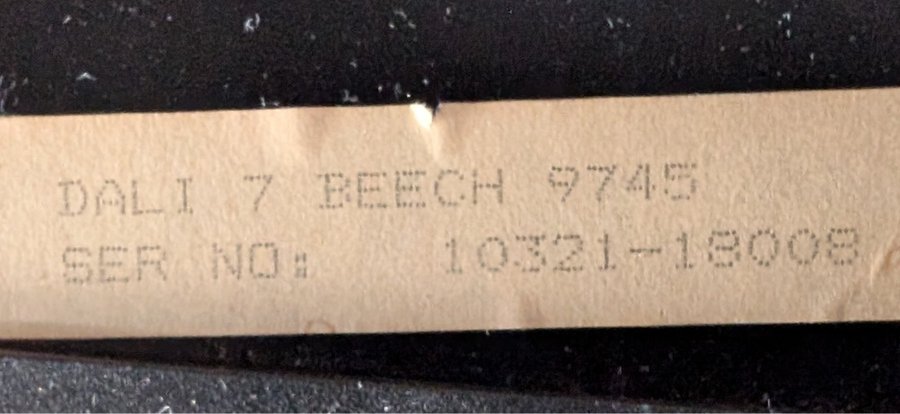 DALI 7 BEECH 9745
SER NO: 10321-18008